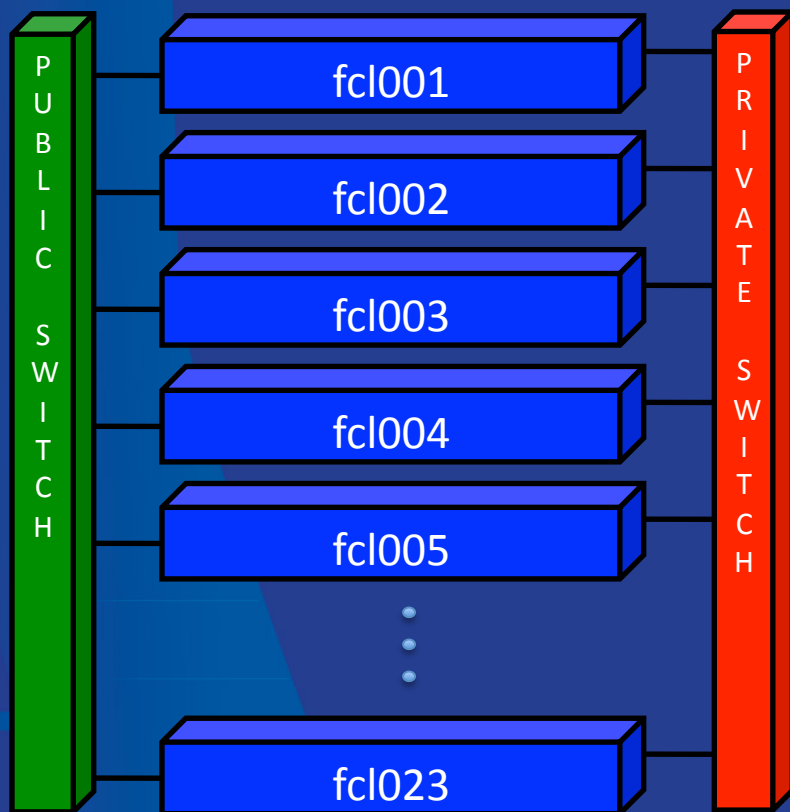 PUBLIC SWITCH
fcl001
fcl002
fcl003
fcl004
fcl005
fcl023
PRIVATE SWITCH